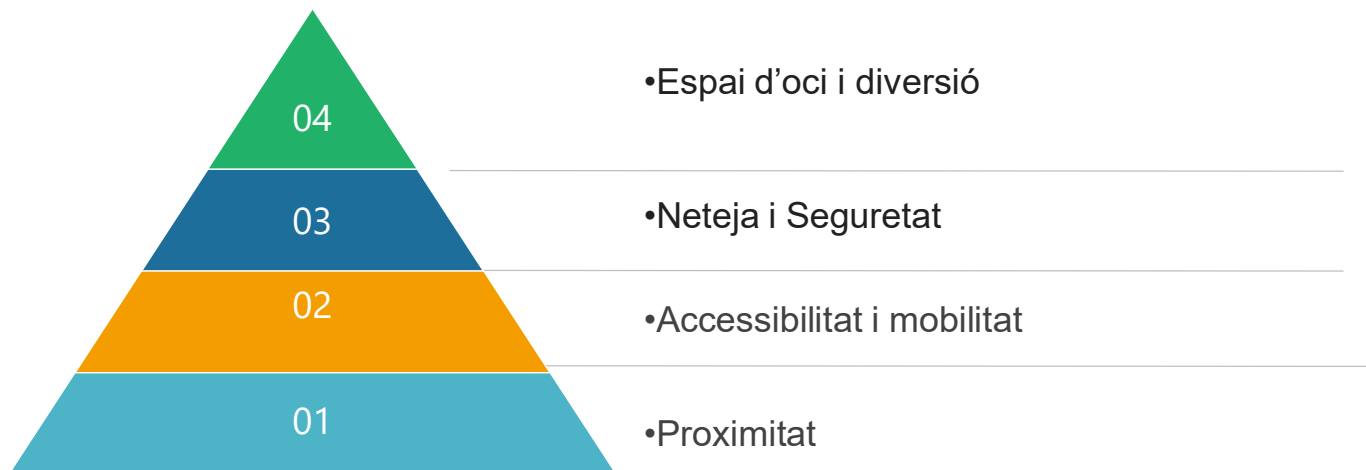 04
•Espai d’oci i diversió
03
•Neteja i Seguretat
02
•Accessibilitat i mobilitat
01
•Proximitat